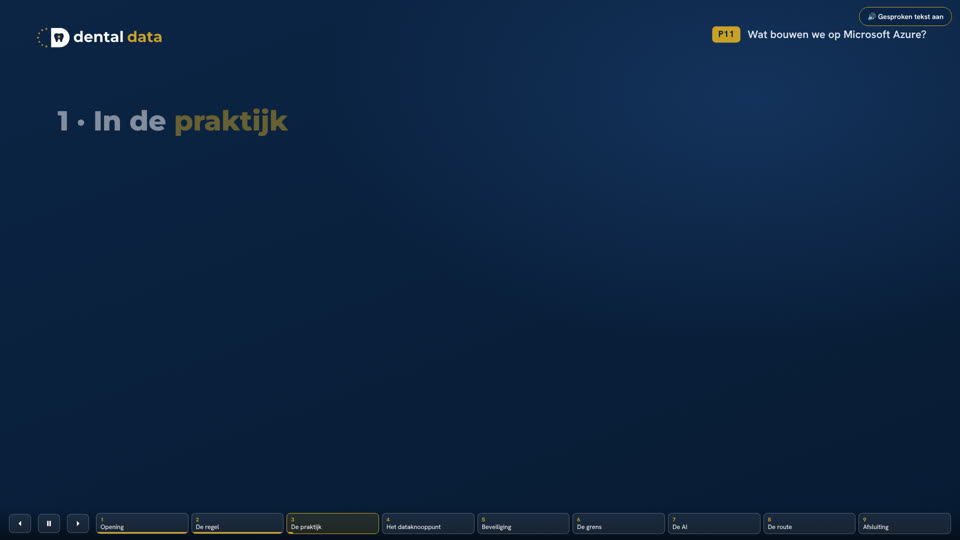 🔊 Gesproken tekst aan
dental data
P11 Wat bouwen we op Microsoft Azure?
1 · In de praktijk
1 Opening
2 De regel
3 De praktijk
4 Het dataknooppunt
5 Beveiliging
6 De grens
7 De AI
8 De route
9 Afsluiting